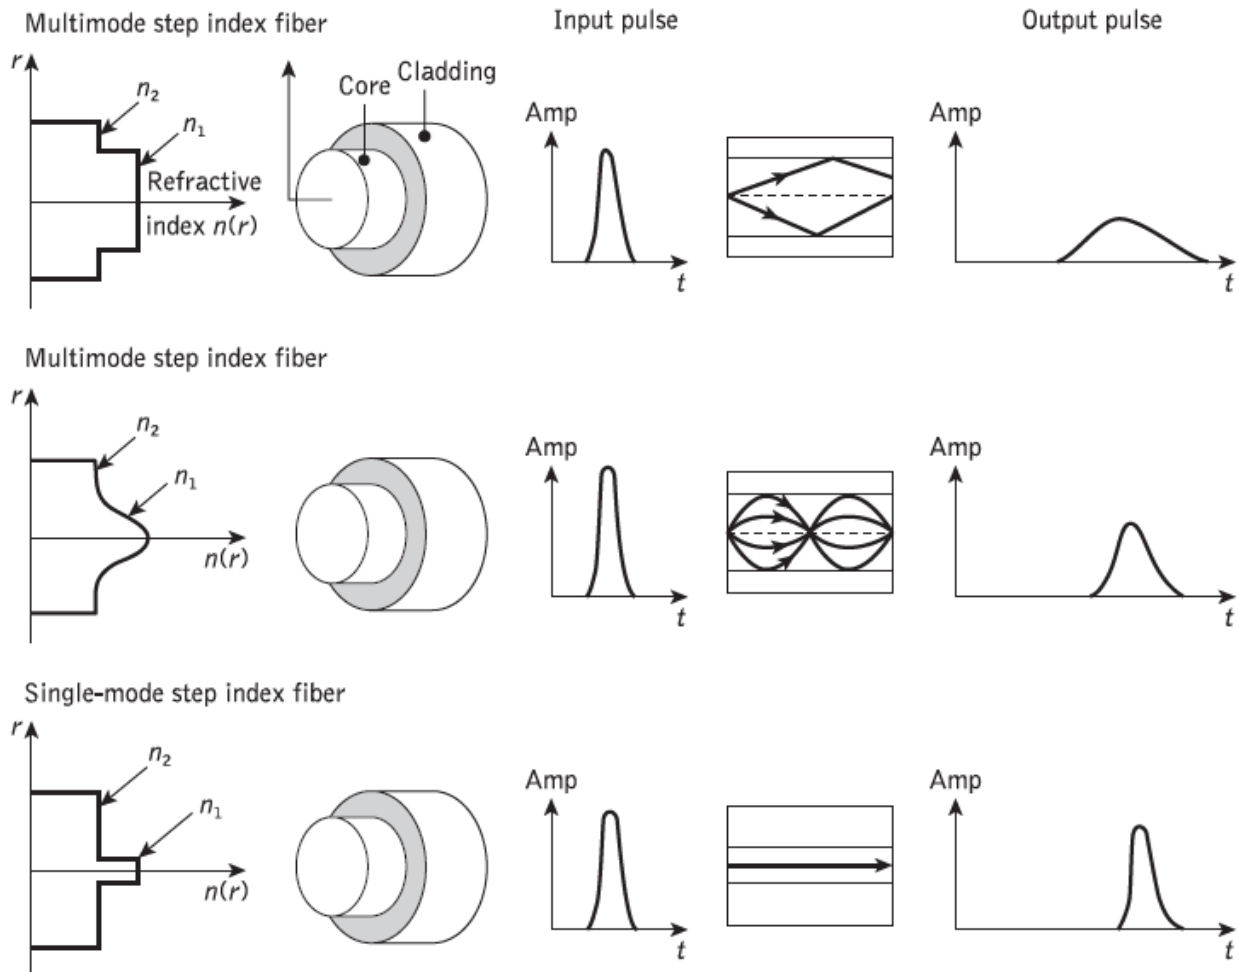 Multimode step index fiber
Input pulse
Output pulse
r
n₂
n₁
Refractive
index n(r)
Core
Cladding
Amp
t
Amp
t
Multimode step index fiber
r
n₂
n₁
n(r)
Amp
t
Amp
t
Single-mode step index fiber
r
n₂
n₁
n(r)
Amp
t
Amp
t